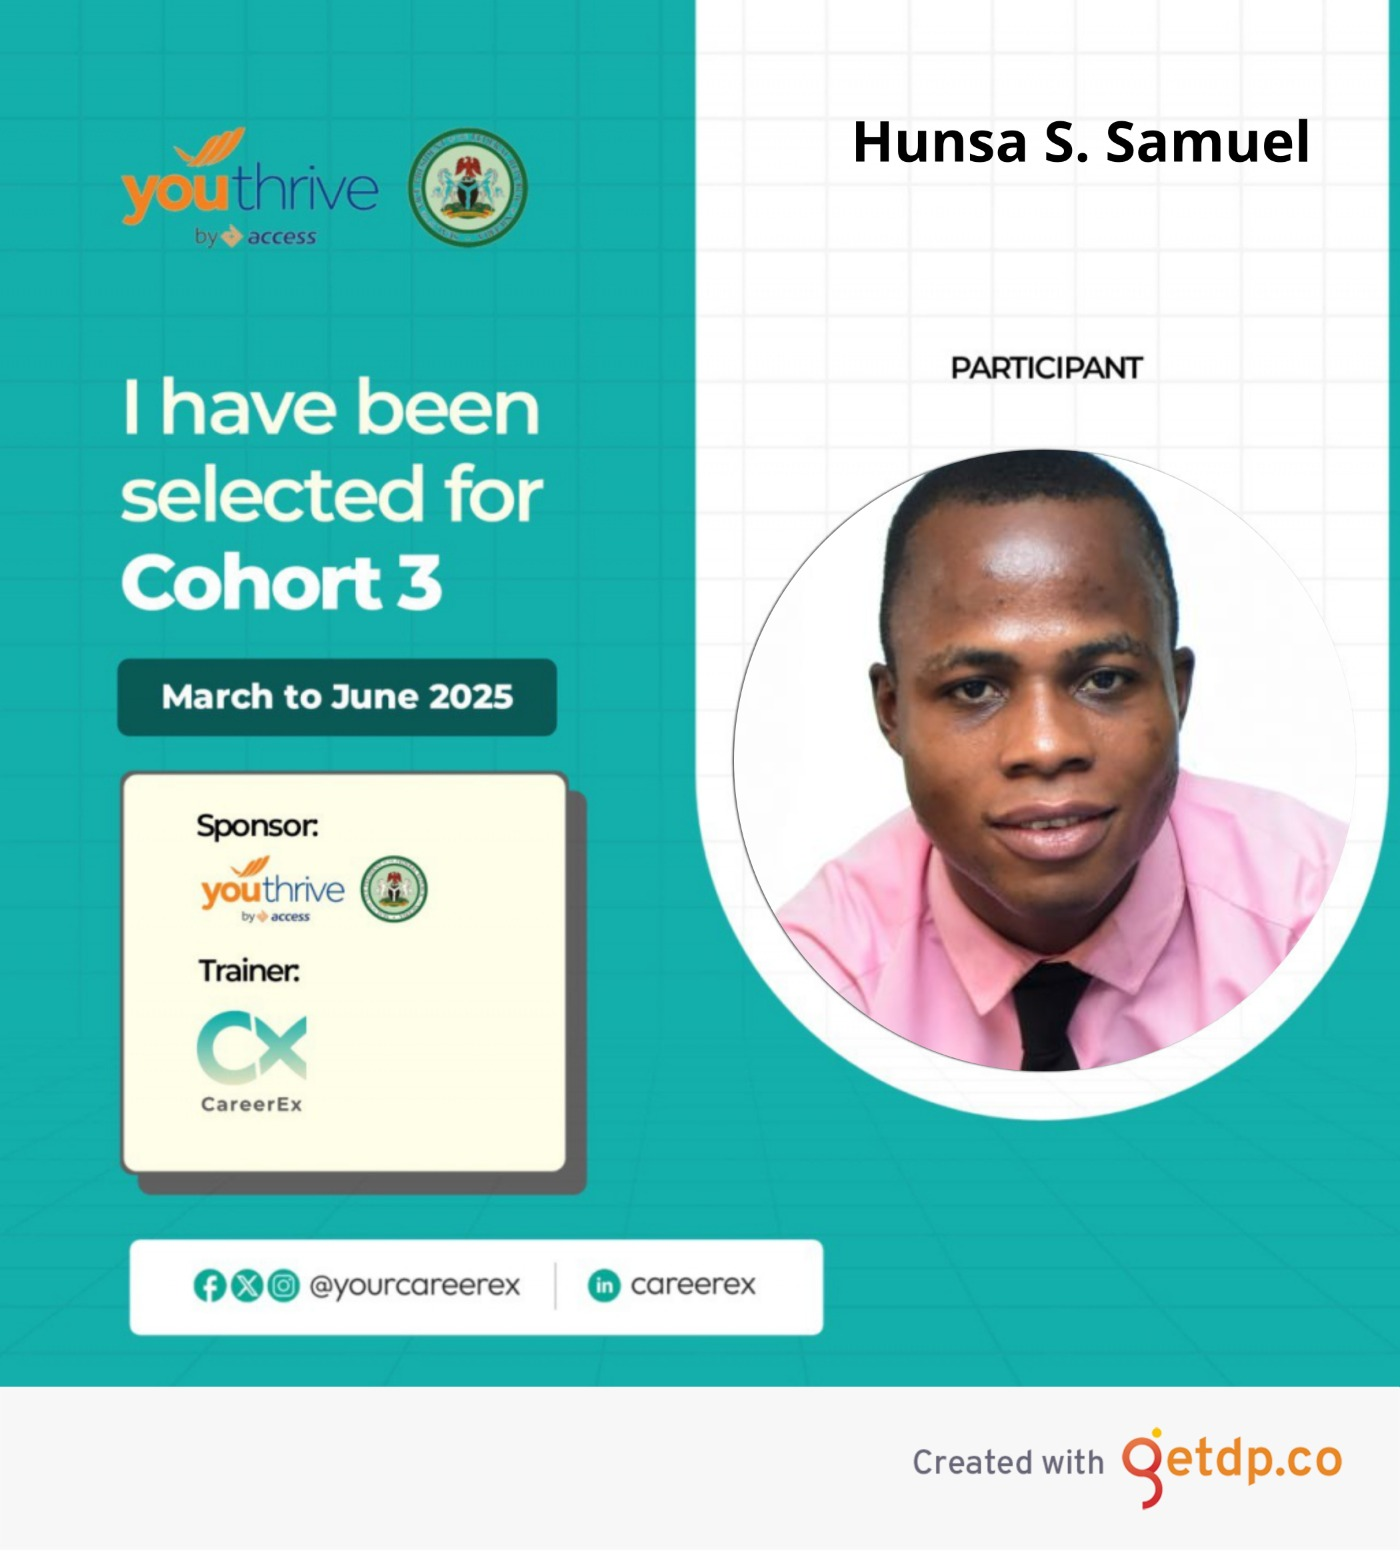 youthrive
by access
Hunsa S. Samuel
PARTICIPANT
I have been
selected for
Cohort 3
March to June 2025
Sponsor:
youthrive
by access
Trainer:
CX
CareerEx
@yourcareerex
in careerex
Created with getdp.co